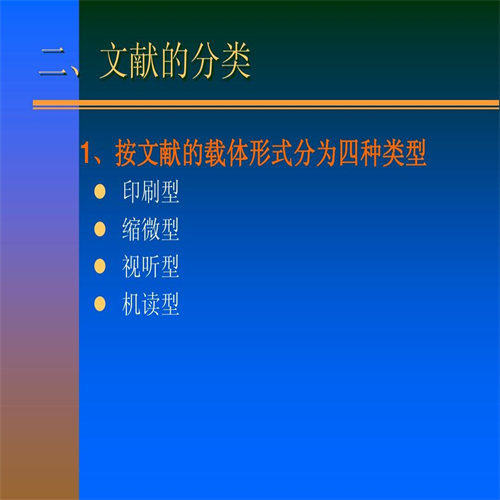 二、文献的分类
1、按文献的载体形式分为四种类型
印刷型
缩微型
视听型
机读型